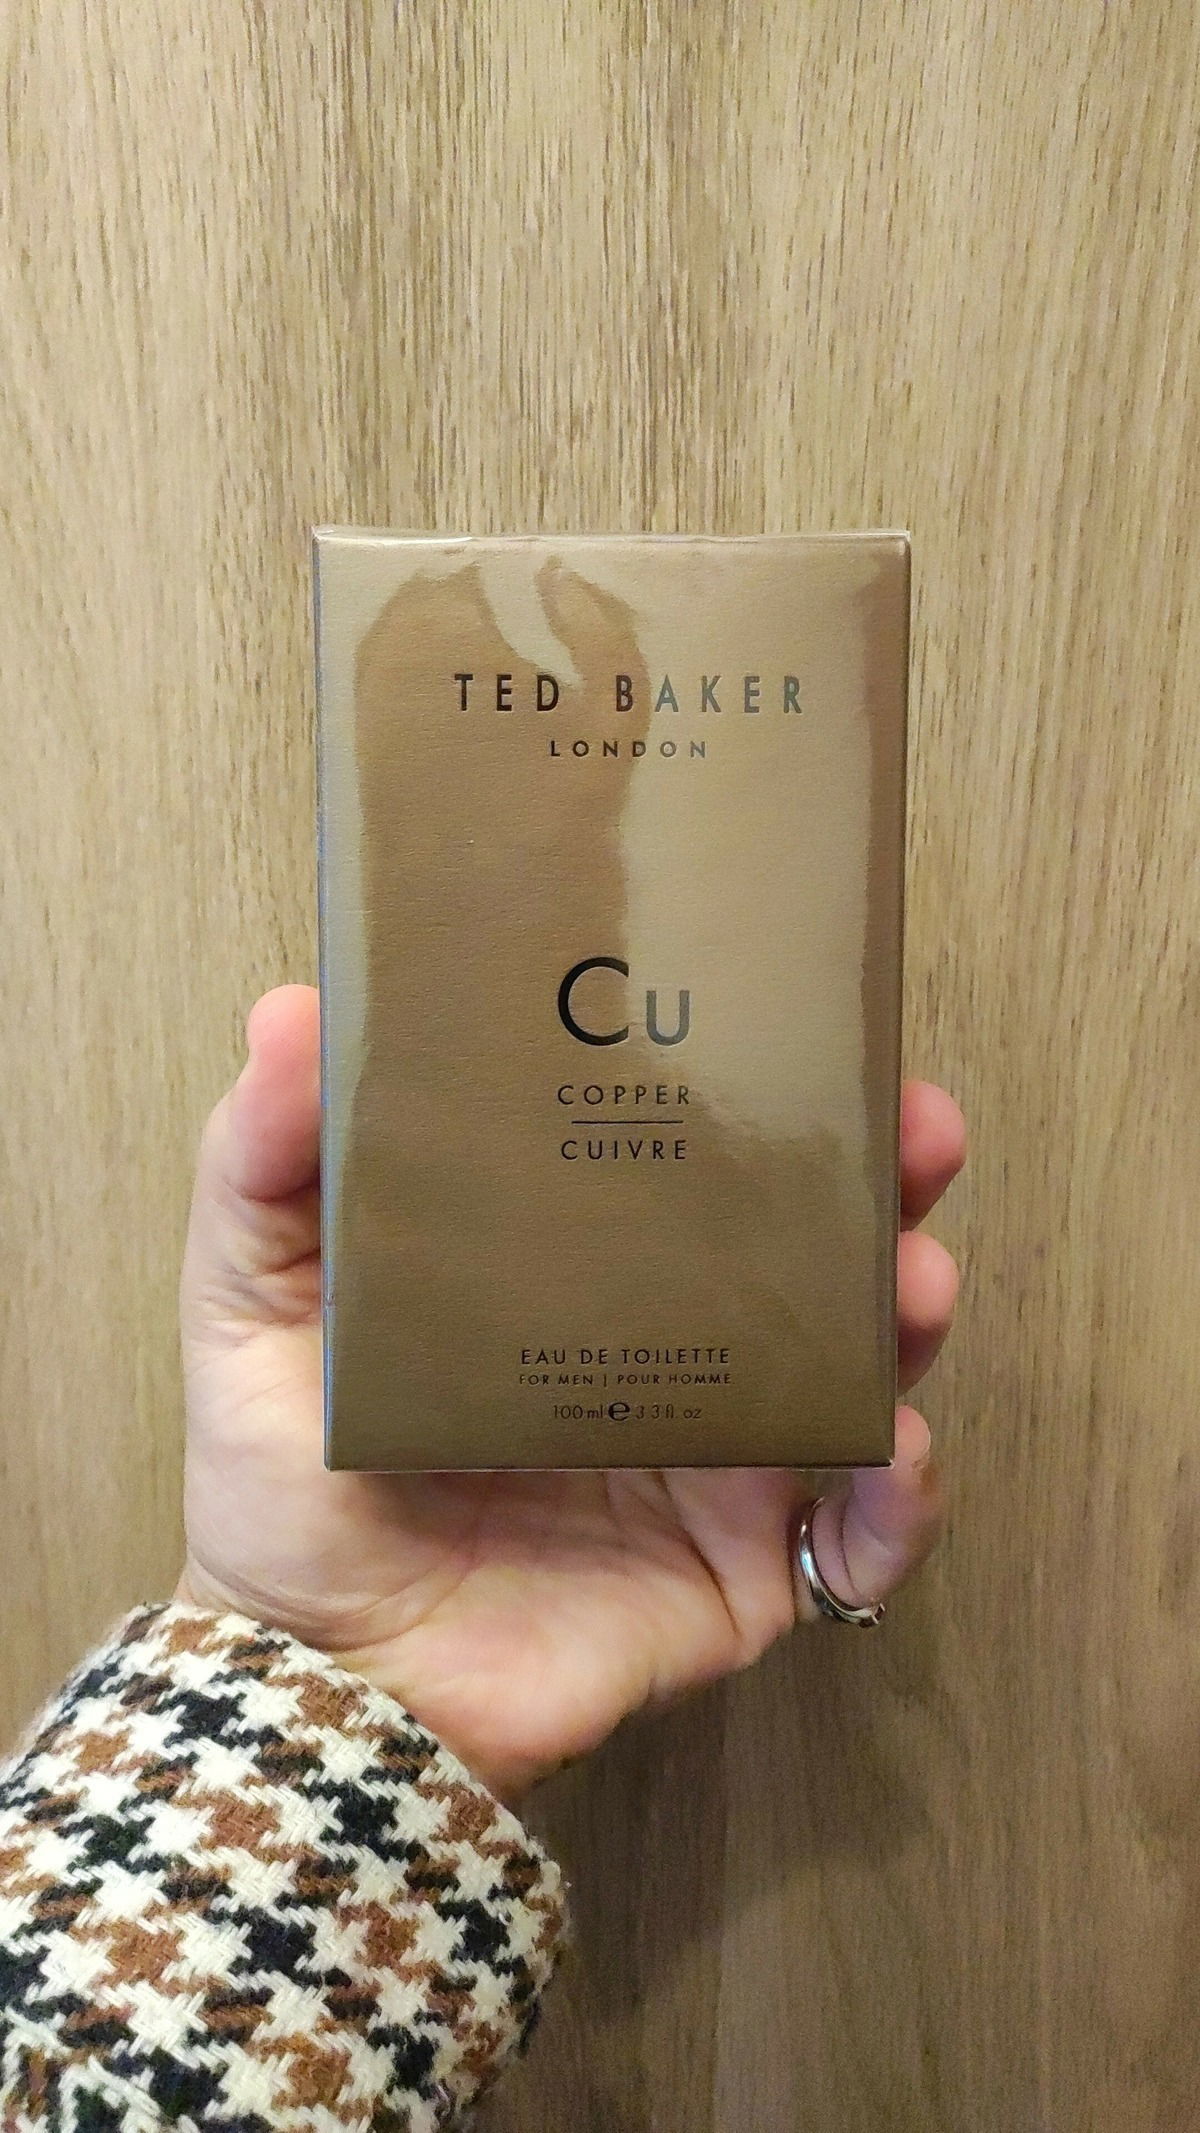 TED BAKER
LONDON
Cu
COPPER
CUIVRE
EAU DE TOILETTE
FOR MEN | POUR HOMME
100 ml ℮ 3.3 fl. oz